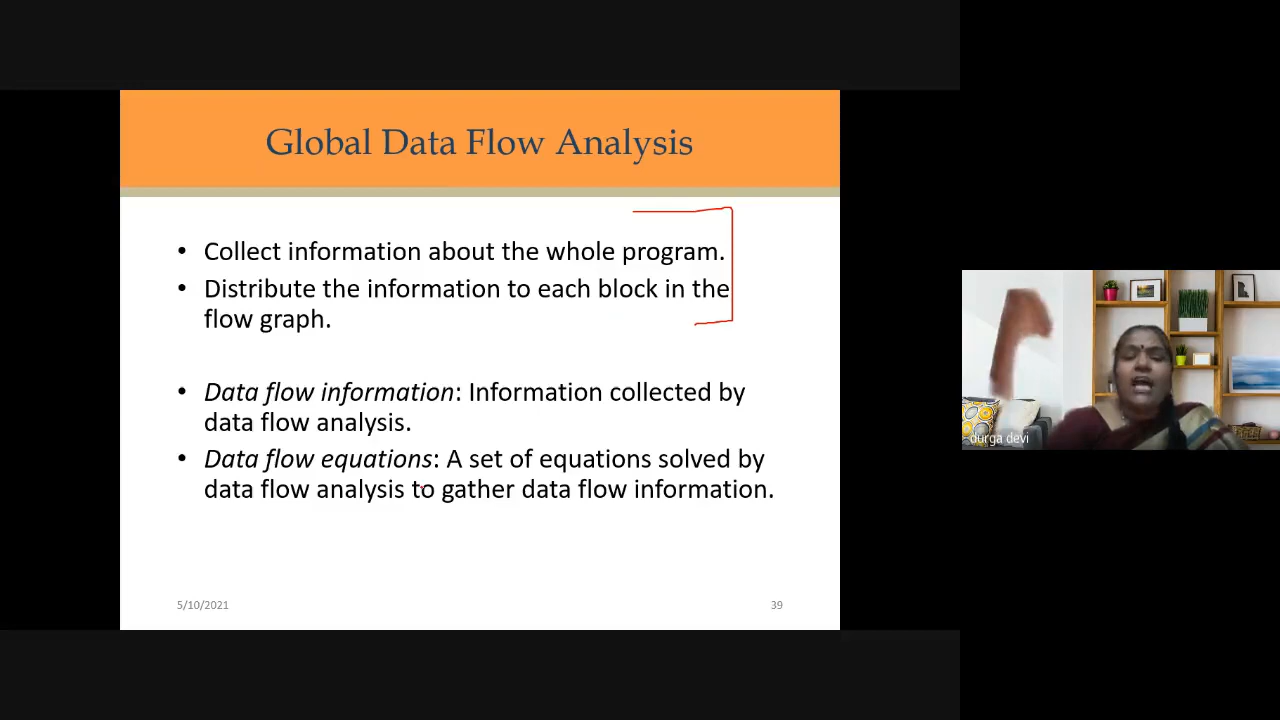 Global Data Flow Analysis
• Collect information about the whole program.
• Distribute the information to each block in the
flow graph.
• Data flow information: Information collected by
data flow analysis.
• Data flow equations: A set of equations solved by
data flow analysis to gather data flow information.
5/10/2021
39
durga devi